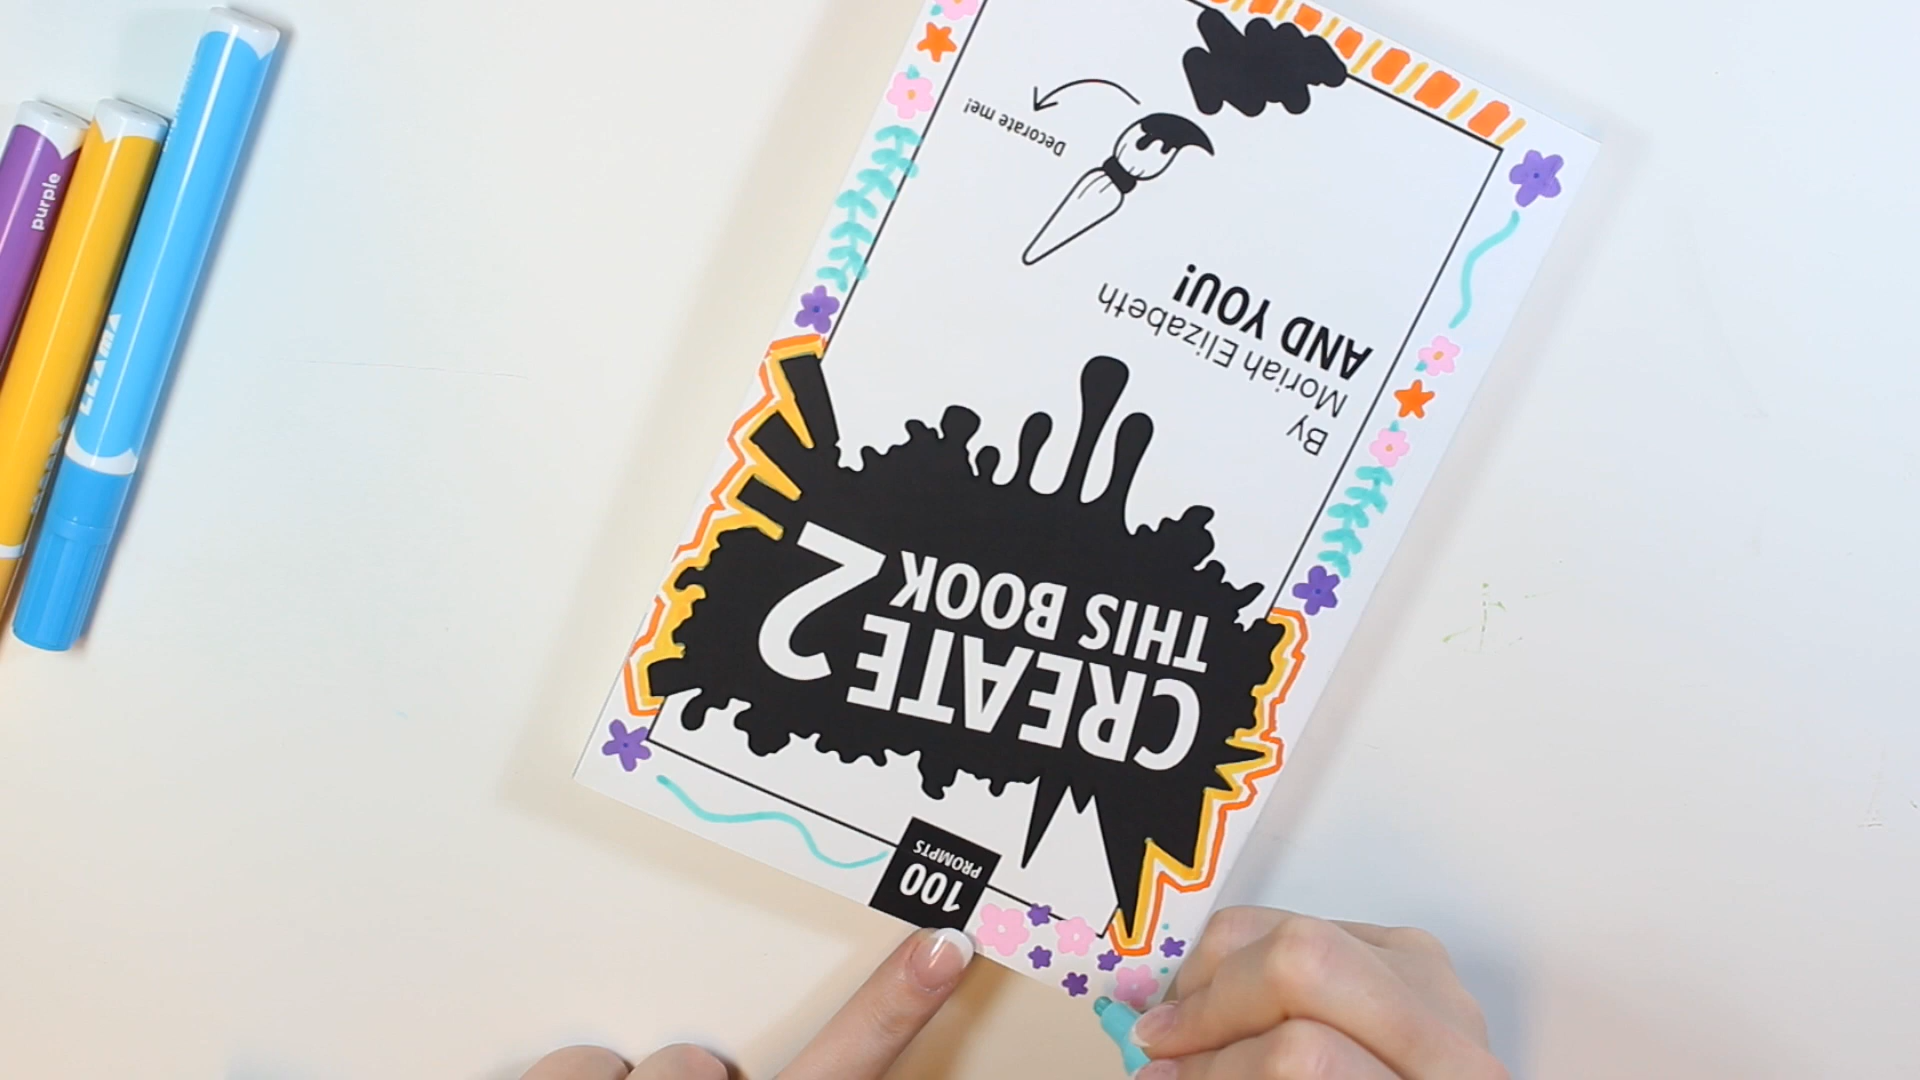 100
PROMPTS
CREATE
THIS BOOK 2
By
Moriah Elizabeth
AND YOU!
Decorate me!
purple